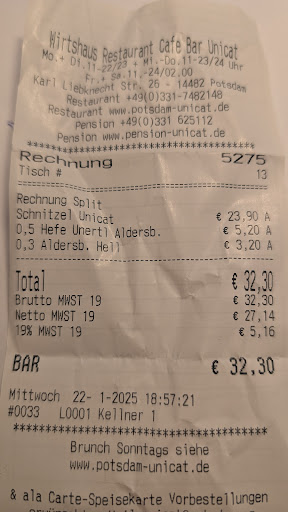 Wirtshaus Restaurant Cafe Bar Unicat
Mo.+ Di.11-22/23 + Mi.-Do.11-23/24 Uhr
Fr.+ Sa.11.-24/02.00
Karl Liebknecht Str. 26 - 14482 Potsdam
Restaurant +49(0)331-7482148
Restaurant www.potsdam-unicat.de
Pension +49(0)331 625112
Pension www.pension-unicat.de
****************************************
Rechnung 5275
Tisch # 13
Rechnung Split
Schnitzel Unicat € 23,90 A
0,5 Hefe Unertl Aldersb. € 5,20 A
0,3 Aldersb. Hell € 3,20 A
Total € 32,30
Brutto MWST 19 € 32,30
Netto MWST 19 € 27,14
19% MWST 19 € 5,16
BAR € 32,30
Mittwoch 22- 1-2025 18:57:21
#0033 L0001 Kellner 1
****************************************
Brunch Sonntags siehe
www.potsdam-unicat.de
& ala Carte-Speisekarte Vorbestellungen